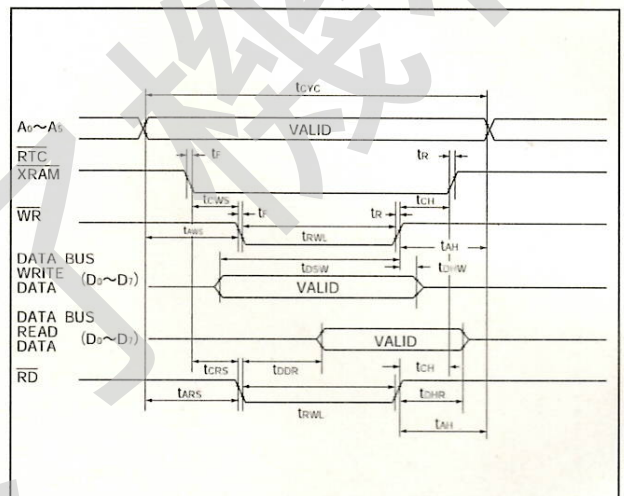 tCYC
A0~A5 VALID
RTC tF tR
XRAM
tCWS tF tR tCH
WR
tAWS tRWL tAH
DATA BUS
WRITE (D0~D7) tDSW tDHW
DATA VALID
DATA BUS
READ (D0~D7) VALID
DATA
tCRS tDDR tCH
RD
tARS tRWL tDHR
tAH